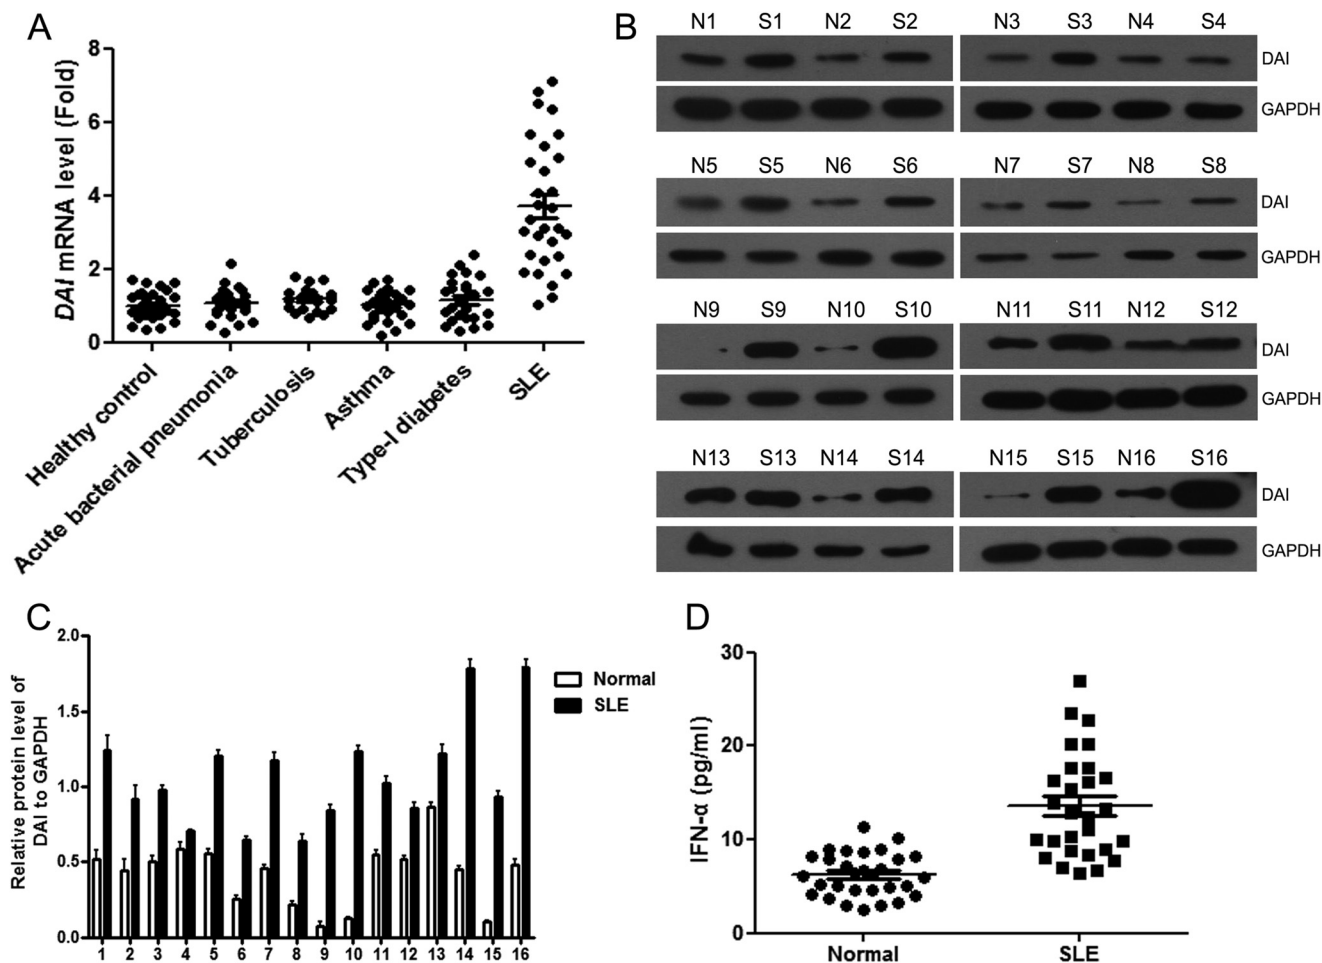 A
DAI mRNA level (Fold)
8
6
4
2
0
Healthy control
Acute bacterial pneumonia
Tuberculosis
Asthma
Type-I diabetes
SLE
B
N1 S1 N2 S2 N3 S3 N4 S4
DAI
GAPDH
N5 S5 N6 S6 N7 S7 N8 S8
DAI
GAPDH
N9 S9 N10 S10 N11 S11 N12 S12
DAI
GAPDH
N13 S13 N14 S14 N15 S15 N16 S16
DAI
GAPDH
C
Relative protein level of
DAI to GAPDH
2.0
1.5
1.0
0.5
0.0
1 2 3 4 5 6 7 8 9 10 11 12 13 14 15 16
Normal
SLE
D
IFN-α (pg/ml)
30
20
10
0
Normal SLE